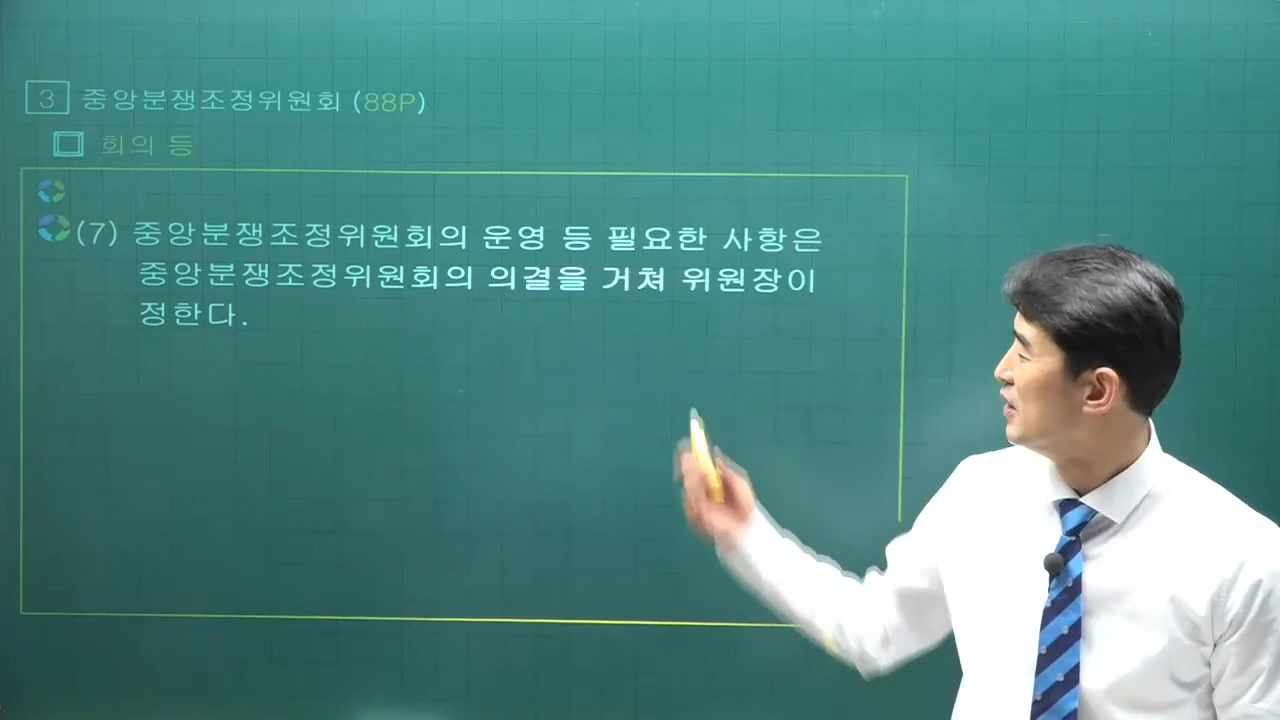 3 중앙분쟁조정위원회 (88P)
회의 등
(7) 중앙분쟁조정위원회의 운영 등 필요한 사항은
중앙분쟁조정위원회의 의결을 거쳐 위원장이
정한다.